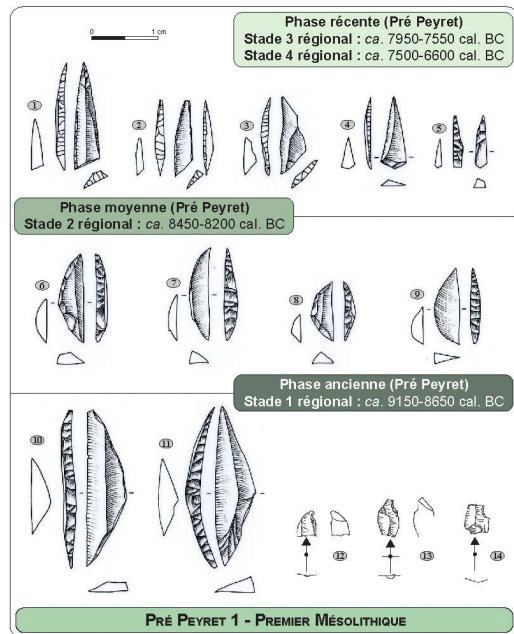 Phase récente (Pré Peyret)
Stade 3 régional : ca. 7950-7550 cal. BC
Stade 4 régional : ca. 7500-6600 cal. BC
0 1 cm
1
2
3
4
5
Phase moyenne (Pré Peyret)
Stade 2 régional : ca. 8450-8200 cal. BC
6
7
8
9
Phase ancienne (Pré Peyret)
Stade 1 régional : ca. 9150-8650 cal. BC
10
11
12
13
14
PRÉ PEYRET 1 - PREMIER MÉSOLITHIQUE